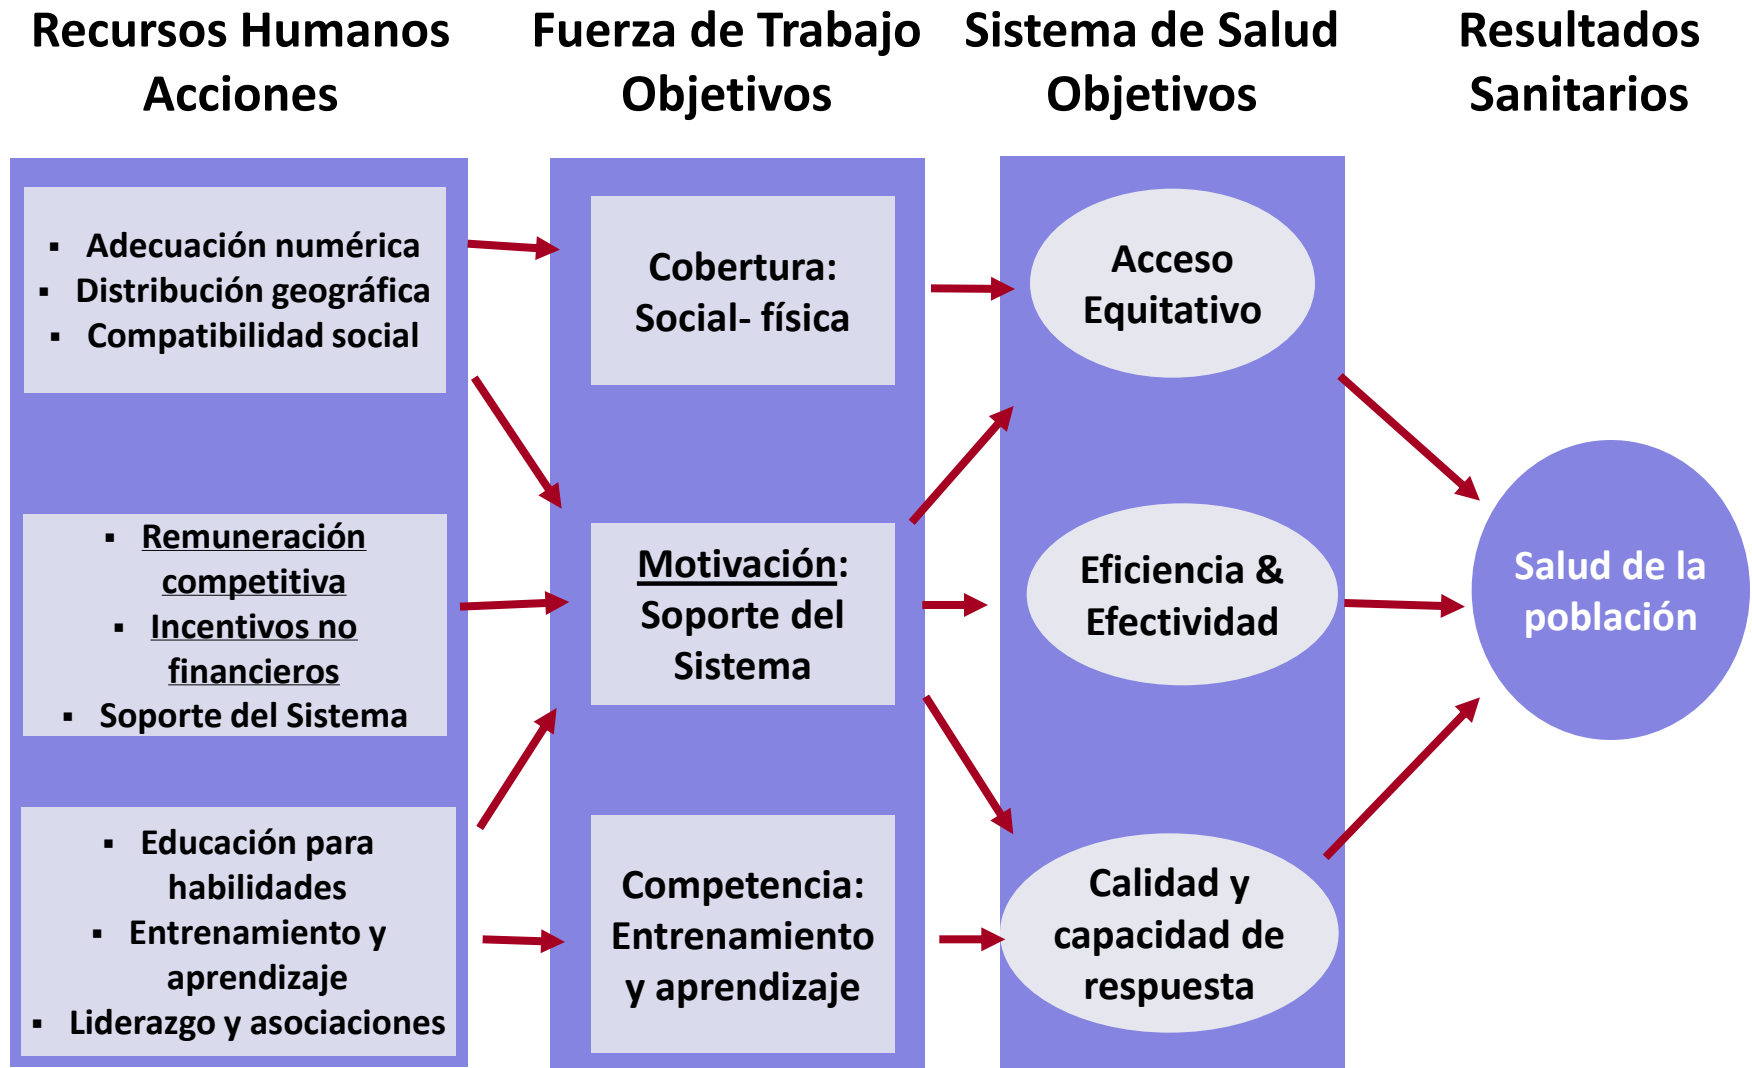 Recursos Humanos
Acciones
Fuerza de Trabajo
Objetivos
Sistema de Salud
Objetivos
Resultados
Sanitarios
▪ Adecuación numérica
▪ Distribución geográfica
▪ Compatibilidad social
▪ Remuneración
competitiva
▪ Incentivos no
financieros
▪ Soporte del Sistema
▪ Educación para
habilidades
▪ Entrenamiento y
aprendizaje
▪ Liderazgo y asociaciones
Cobertura:
Social- física
Motivación:
Soporte del
Sistema
Competencia:
Entrenamiento
y aprendizaje
Acceso
Equitativo
Eficiencia &
Efectividad
Calidad y
capacidad de
respuesta
Salud de la
población